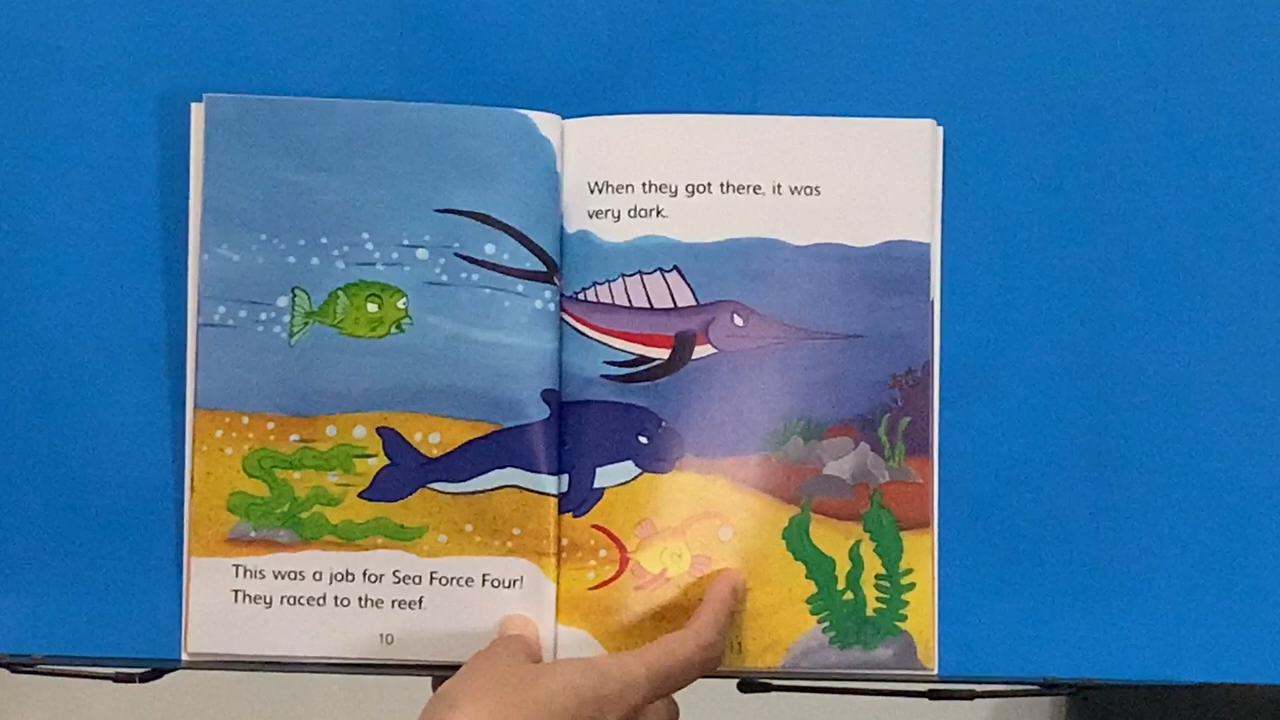 This was a job for Sea Force Four!
They raced to the reef.
10
When they got there, it was
very dark.
11